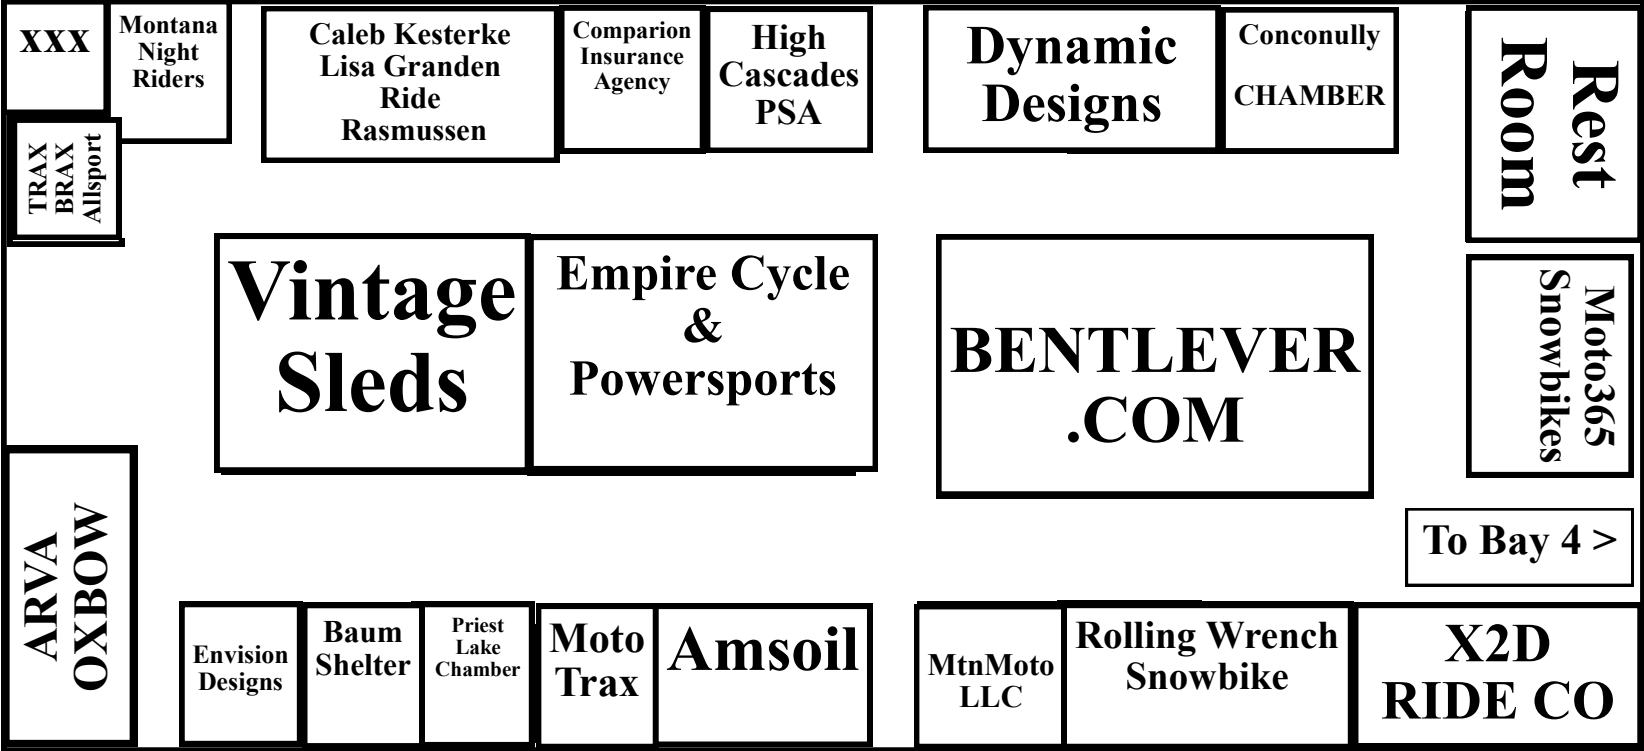 XXX
Montana
Night
Riders
Caleb Kesterke
Lisa Granden
Ride
Rasmussen
Comparion
Insurance
Agency
High
Cascades
PSA
Dynamic
Designs
Conconully
CHAMBER
Rest
Room
TRAX
BRAX
Allsport
Vintage
Sleds
Empire Cycle
&
Powersports
BENTLEVER
.COM
Moto365
Snowbikes
To Bay 4 >
ARVA
OXBOW
Envision
Designs
Baum
Shelter
Priest
Lake
Chamber
Moto
Trax
Amsoil
MtnMoto
LLC
Rolling Wrench
Snowbike
X2D
RIDE CO